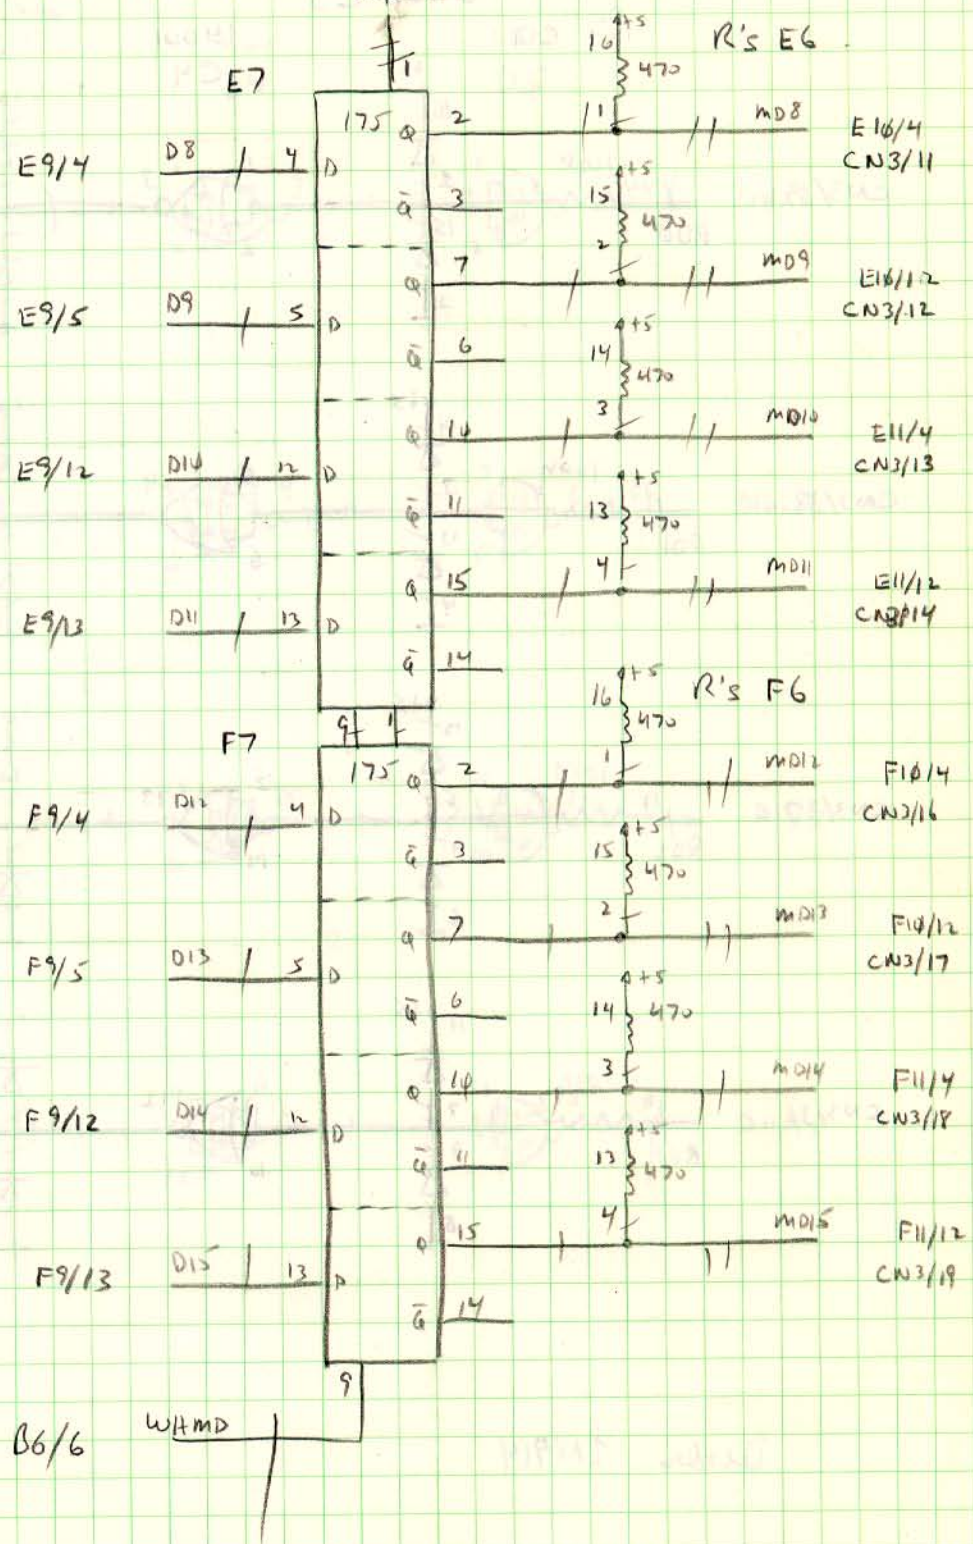 1
+5
16
470
R's E6
E7
175
Q
2
1
MD8
E10/4
CN3/11
E9/4
D8
4
D
Q̄
3
+5
15
470
2
Q
7
MD9
E10/12
CN3/12
E9/5
D9
5
D
Q̄
6
+5
14
470
3
Q
10
MD10
E11/4
CN3/13
E9/12
D10
12
D
Q̄
11
+5
13
470
4
Q
15
MD11
E11/12
CN3/14
E9/13
D11
13
D
Q̄
14
+5
16
470
R's F6
9
1
F7
175
Q
2
1
MD12
F10/4
CN3/16
F9/4
D12
4
D
Q̄
3
+5
15
470
2
Q
7
MD13
F10/12
CN3/17
F9/5
D13
5
D
Q̄
6
+5
14
470
3
Q
10
MD14
F11/4
CN3/18
F9/12
D14
12
D
Q̄
11
+5
13
470
4
Q
15
MD15
F11/12
CN3/19
F9/13
D15
13
D
Q̄
14
9
B6/6
WHMD